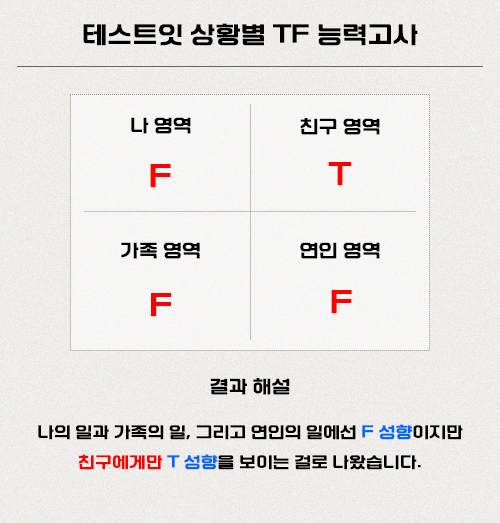 테스트잇 상황별 TF 능력고사
나 영역
F
친구 영역
T
가족 영역
F
연인 영역
F
결과 해설
나의 일과 가족의 일, 그리고 연인의 일에선 F 성향이지만
친구에게만 T 성향을 보이는 걸로 나왔습니다.